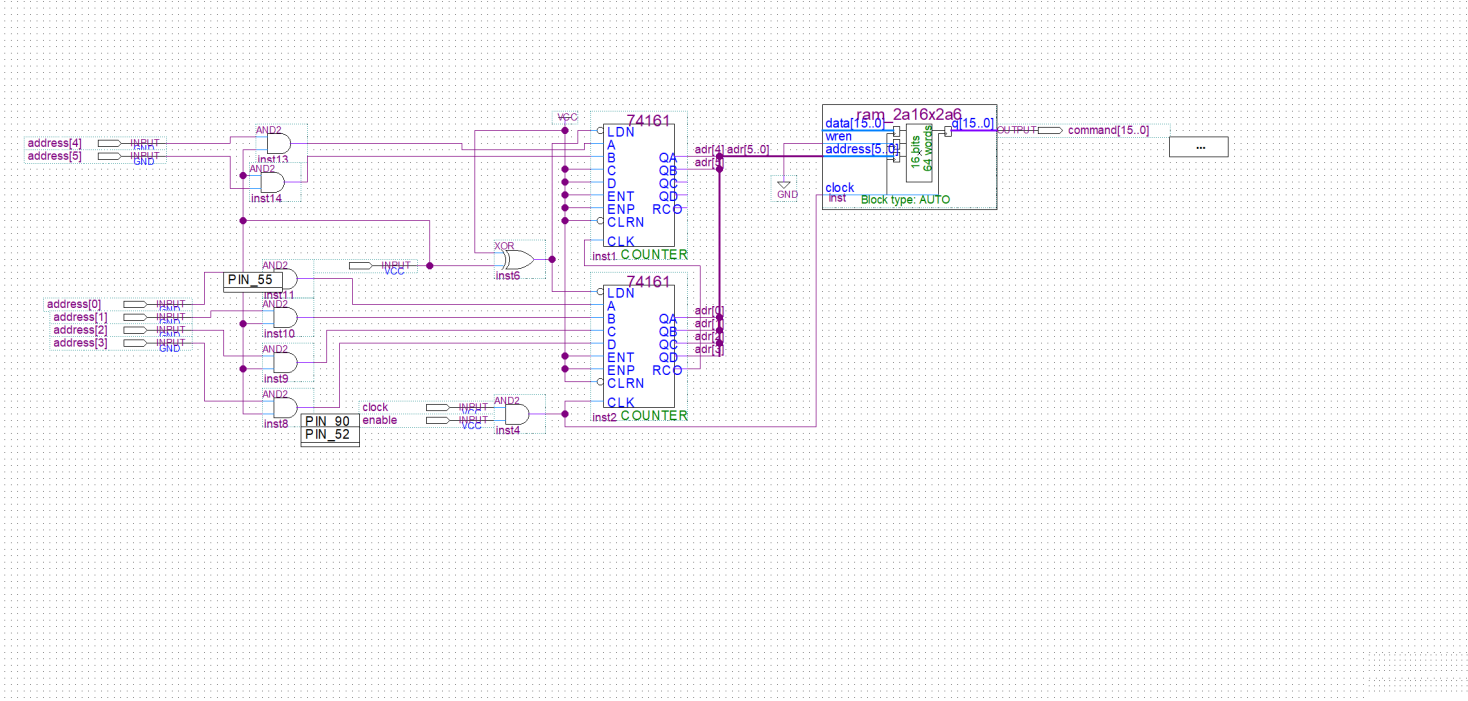 address[4] INPUT GND
address[5] INPUT GND
AND2
inst13
AND2
inst14
VCC
74161
LDN
A
B
C
D
ENT
ENP
CLRN
CLK
QA
QB
QC
QD
RCO
inst1 COUNTER
adr[4] adr[5..0]
adr[5]
ram_2a16x2a6
data[15..0]
wren
address[5..0]
clock
inst
q[15..0]
16 bits
64 words
Block type: AUTO
GND
OUTPUT command[15..0]
...
INPUT VCC
XOR
inst6
AND2
PIN_55
inst11
address[0] INPUT
address[1] INPUT
address[2] INPUT
address[3] INPUT GND
AND2
inst10
AND2
inst9
AND2
inst8
PIN_90
PIN_52
clock INPUT VCC
enable INPUT VCC
AND2
inst4
74161
LDN
A
B
C
D
ENT
ENP
CLRN
CLK
QA
QB
QC
QD
RCO
inst2 COUNTER
adr[0]
adr[1]
adr[2]
adr[3]